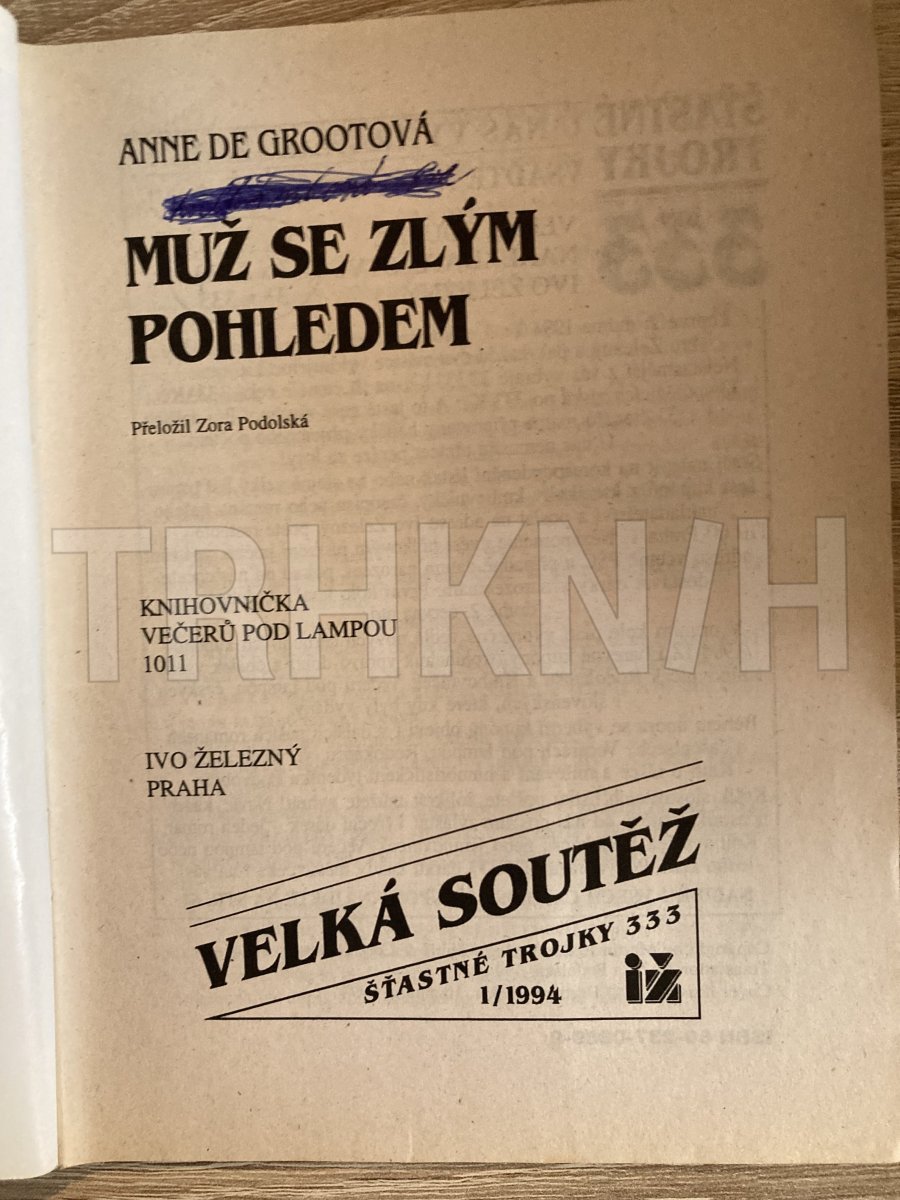 ANNE DE GROOTOVÁ
MUŽ SE ZLÝM
POHLEDEM
Přeložil Zora Podolská
TRHKNIH
KNIHOVNIČKA
VEČERŮ POD LAMPOU
1011
IVO ŽELEZNÝ
PRAHA
VELKÁ SOUTĚŽ
ŠŤASTNÉ TROJKY 333
1/1994
iž